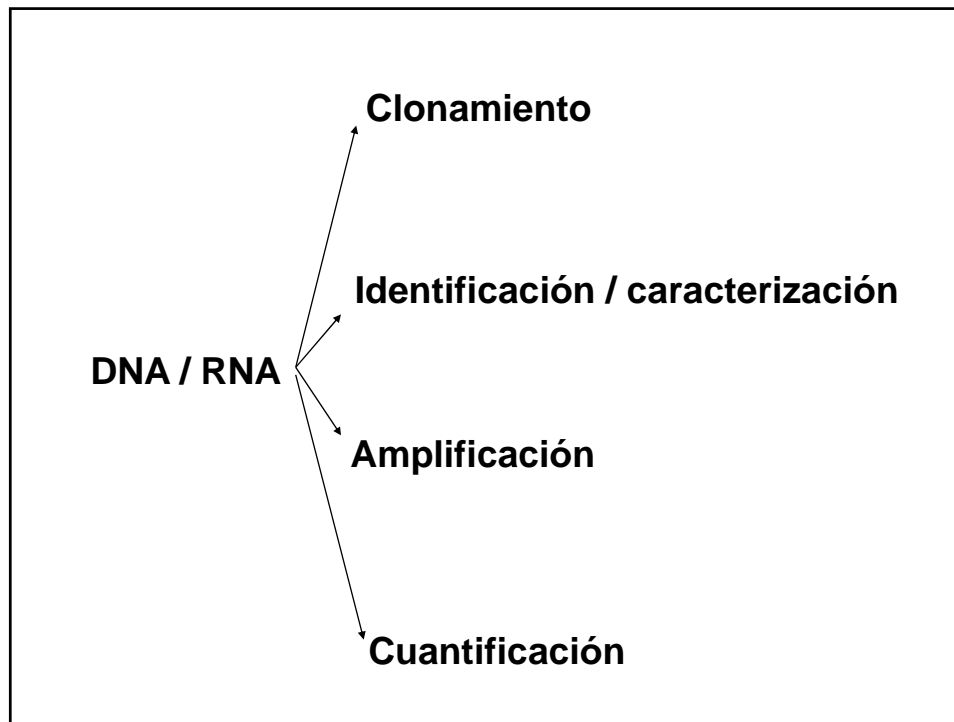 Clonamiento
Identificación / caracterización
DNA / RNA
Amplificación
Cuantificación